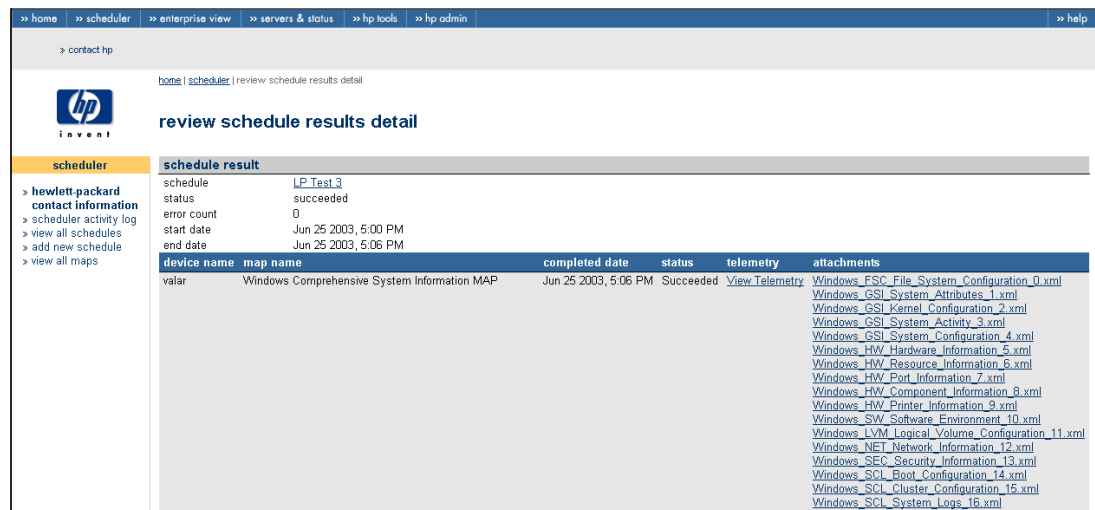 » home » scheduler » enterprise view » servers & status » hp tools » hp admin » help
» contact hp
home | scheduler | review schedule results detail
hp
invent
review schedule results detail
scheduler
» hewlett-packard
contact information
» scheduler activity log
» view all schedules
» add new schedule
» view all maps
schedule result
schedule LP Test 3
status succeeded
error count 0
start date Jun 25 2003, 5:00 PM
end date Jun 25 2003, 5:06 PM
device name map name completed date status telemetry attachments
valar Windows Comprehensive System Information MAP Jun 25 2003, 5:06 PM Succeeded View Telemetry Windows_FSC_File_System_Configuration_0.xml
Windows_GSI_System_Attributes_1.xml
Windows_GSI_Kernel_Configuration_2.xml
Windows_GSI_System_Activity_3.xml
Windows_GSI_System_Configuration_4.xml
Windows_HW_Hardware_Information_5.xml
Windows_HW_Resource_Information_6.xml
Windows_HW_Port_Information_7.xml
Windows_HW_Component_Information_8.xml
Windows_HW_Printer_Information_9.xml
Windows_SW_Software_Environment_10.xml
Windows_LVM_Logical_Volume_Configuration_11.xml
Windows_NET_Network_Information_12.xml
Windows_SEC_Security_Information_13.xml
Windows_SCL_Boot_Configuration_14.xml
Windows_SCL_Cluster_Configuration_15.xml
Windows_SCL_System_Logs_16.xml